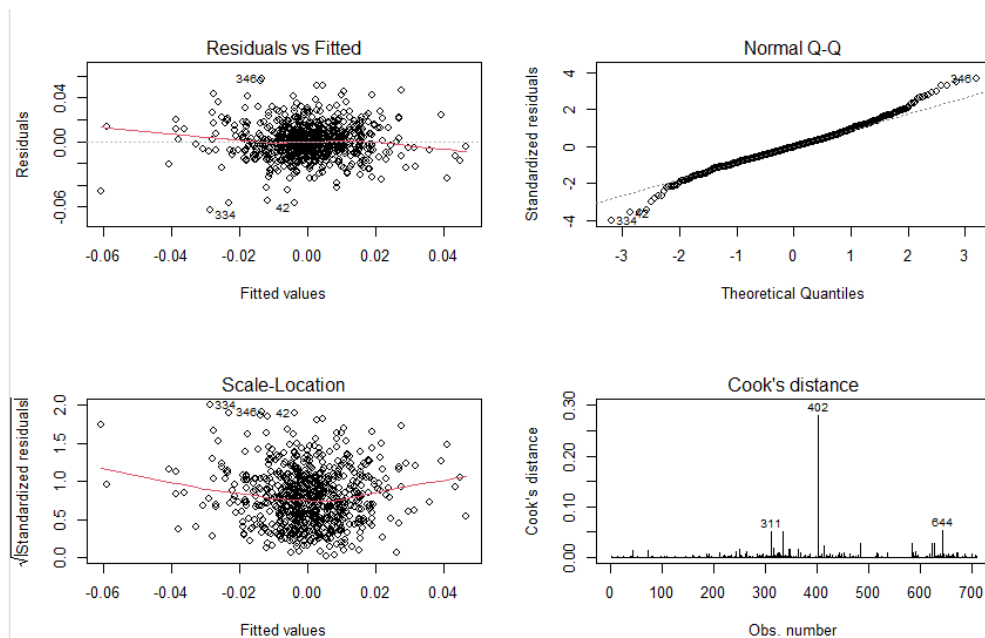 Residuals vs Fitted
Residuals
-0.06 0.00 0.04
346
334
42
-0.06 -0.04 -0.02 0.00 0.02 0.04
Fitted values
Normal Q-Q
Standardized residuals
-4 -2 0 2 4
346
42
334
-3 -2 -1 0 1 2 3
Theoretical Quantiles
Scale-Location
√Standardized residuals
0.0 0.5 1.0 1.5 2.0
334
346
42
-0.06 -0.04 -0.02 0.00 0.02 0.04
Fitted values
Cook's distance
Cook's distance
0.00 0.10 0.20 0.30
402
311
644
0 100 200 300 400 500 600 700
Obs. number